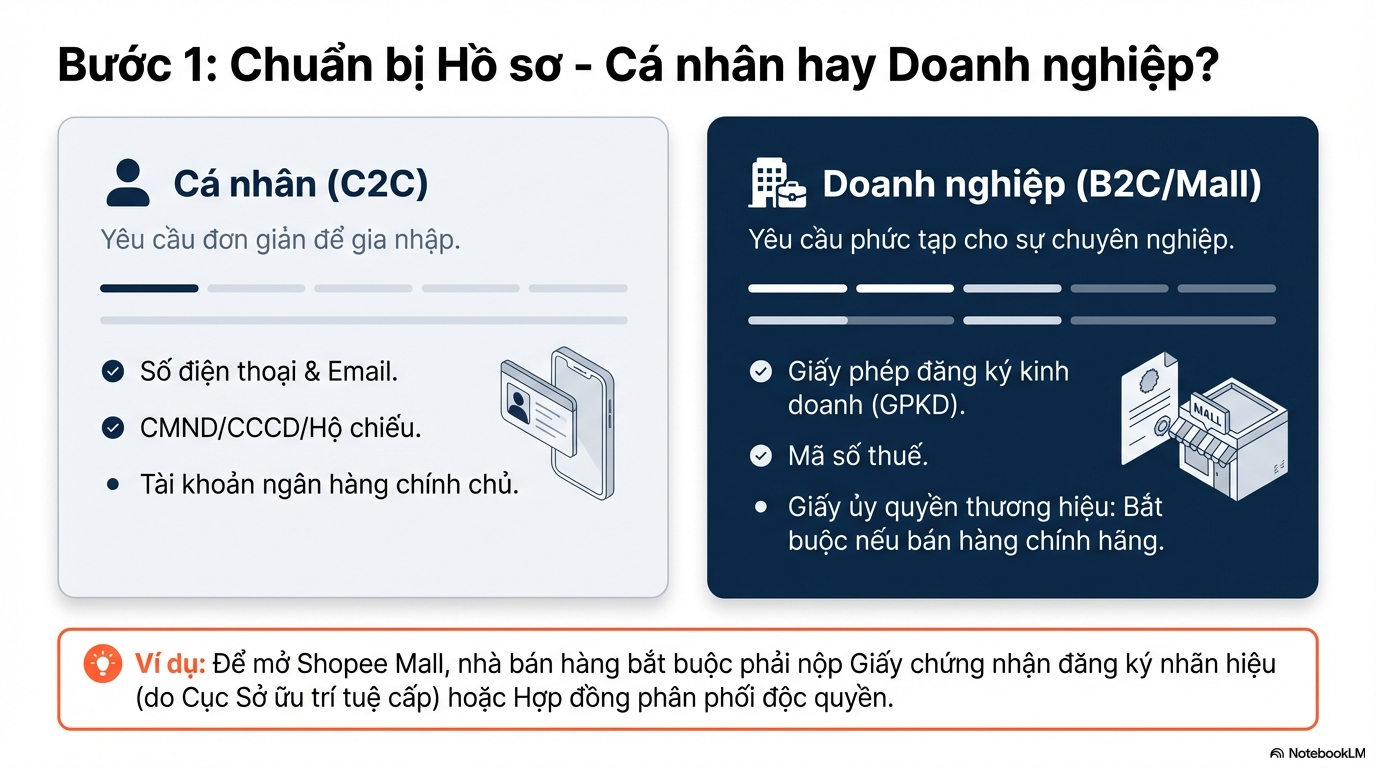 Bước 1: Chuẩn bị Hồ sơ - Cá nhân hay Doanh nghiệp?
Cá nhân (C2C)
Yêu cầu đơn giản để gia nhập.
Số điện thoại & Email.
CMND/CCCD/Hộ chiếu.
Tài khoản ngân hàng chính chủ.
Doanh nghiệp (B2C/Mall)
Yêu cầu phức tạp cho sự chuyên nghiệp.
Giấy phép đăng ký kinh
doanh (GPKD).
Mã số thuế.
Giấy ủy quyền thương hiệu: Bắt
buộc nếu bán hàng chính hãng.
MALL
Ví dụ: Để mở Shopee Mall, nhà bán hàng bắt buộc phải nộp Giấy chứng nhận đăng ký nhãn hiệu
(do Cục Sở ữu trí tuệ cấp) hoặc Hợp đồng phân phối độc quyền.
NotebookLM